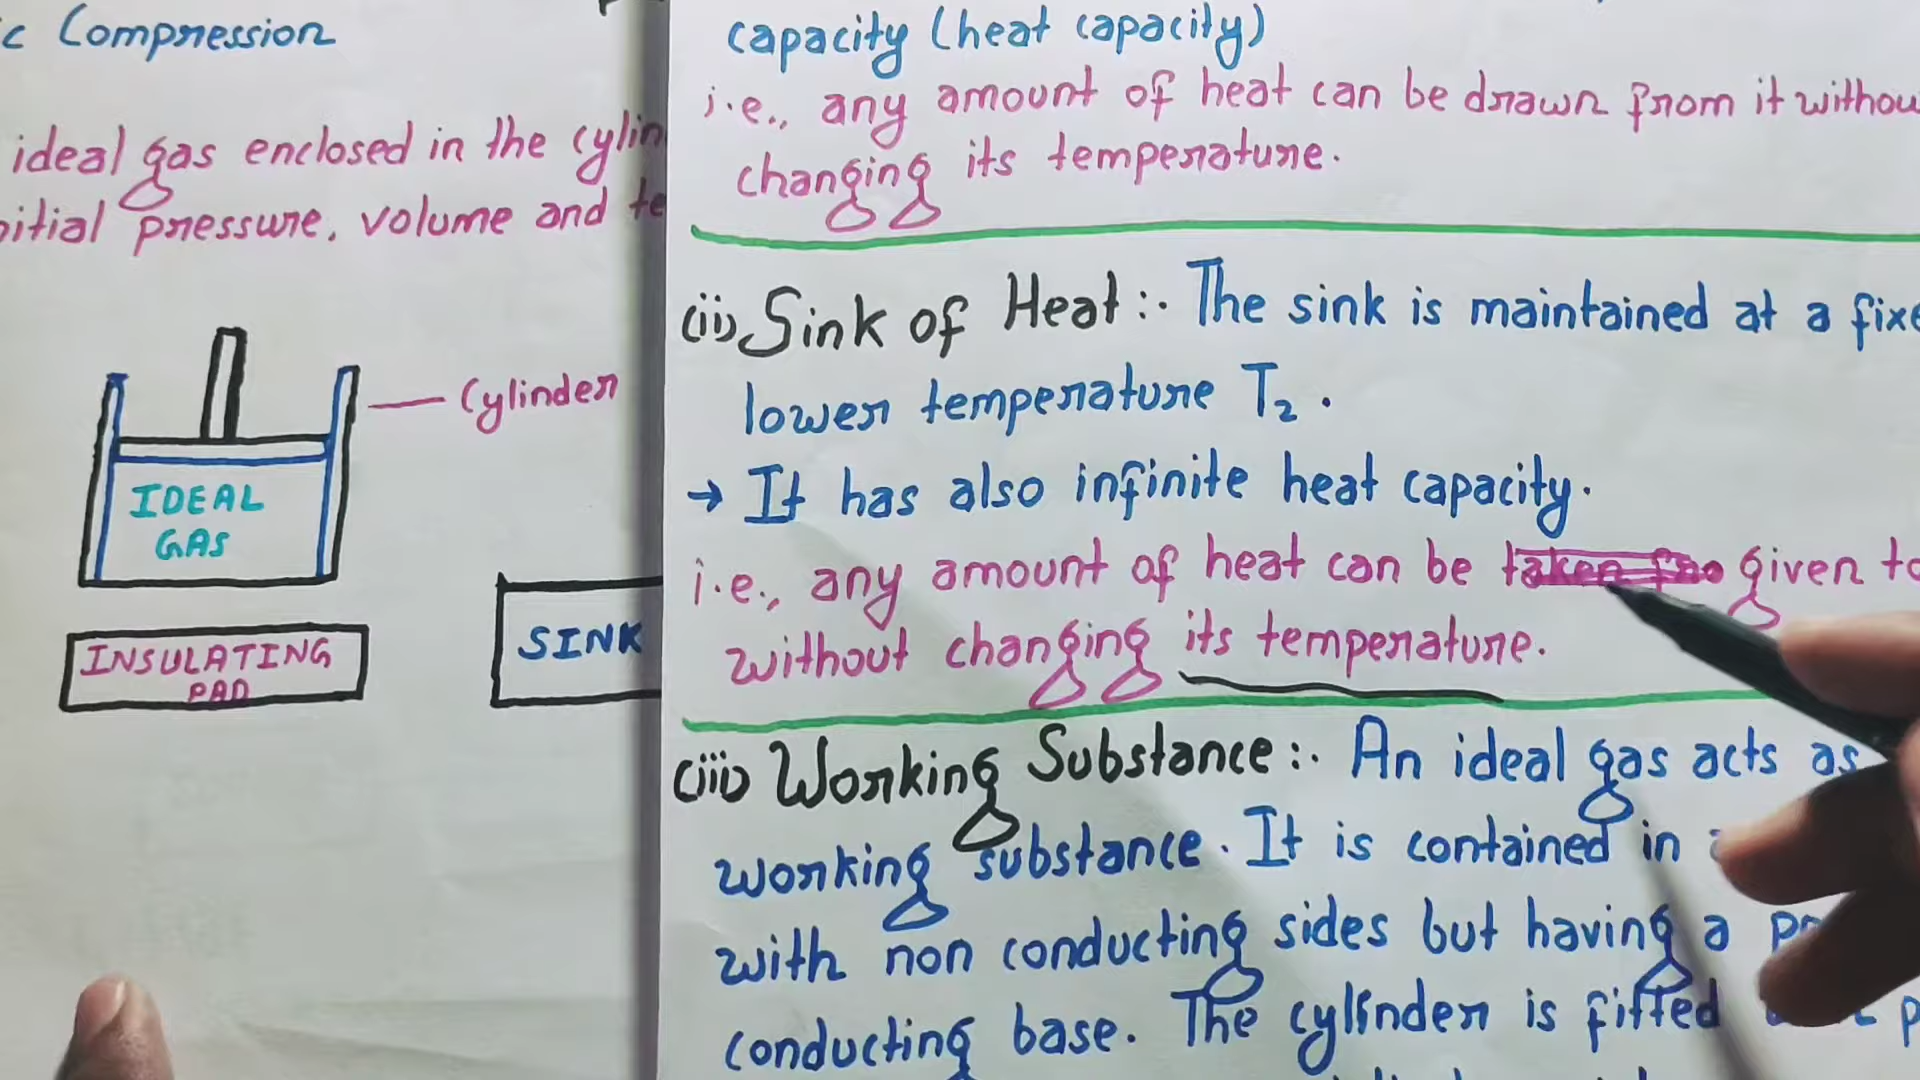 c Compression
ideal gas enclosed in the cylin
nitial pressure, volume and te
Cylinder
IDEAL
GAS
INSULATING
PAD
SINK
capacity (heat capacity)
i.e., any amount of heat can be drawn from it withou
changing its temperature.
(ii) Sink of Heat:- The sink is maintained at a fixe
lower temperature T₂.
→ It has also infinite heat capacity.
i.e., any amount of heat can be given to
without changing its temperature.
(iii) Working Substance:- An ideal gas acts as
working substance. It is contained in
with non conducting sides but having a
conducting base. The cylinder is fitted